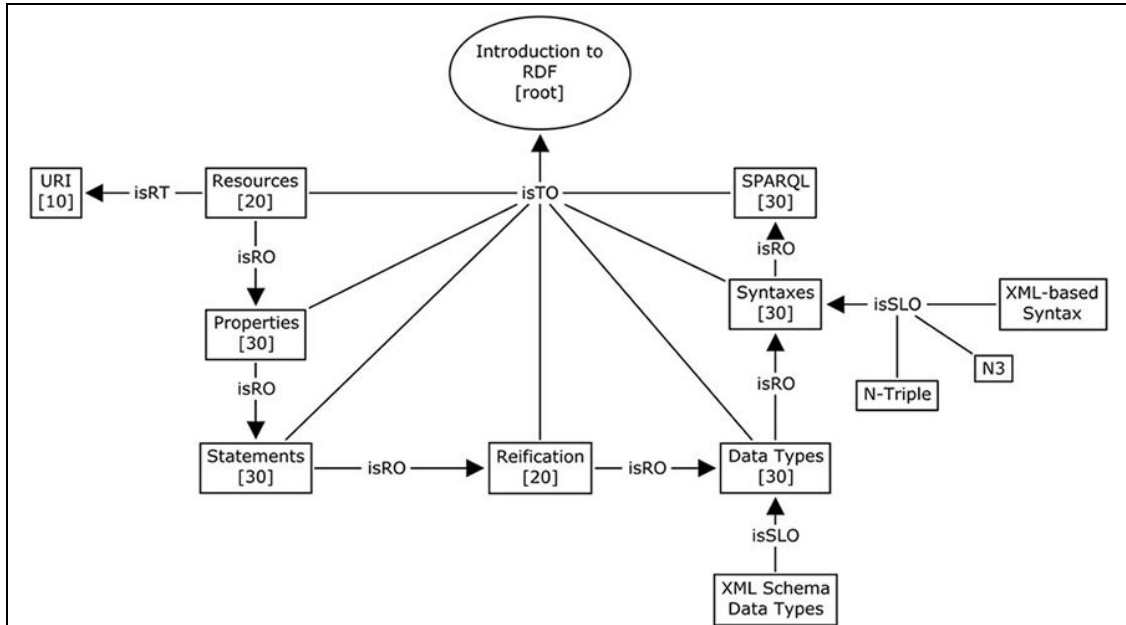 Introduction to
RDF
[root]
URI
[10]
isRT
Resources
[20]
isTO
SPARQL
[30]
isRO
isRO
Properties
[30]
Syntaxes
[30]
isSLO
XML-based
Syntax
N3
N-Triple
isRO
isRO
Statements
[30]
isRO
Reification
[20]
isRO
Data Types
[30]
isSLO
XML Schema
Data Types